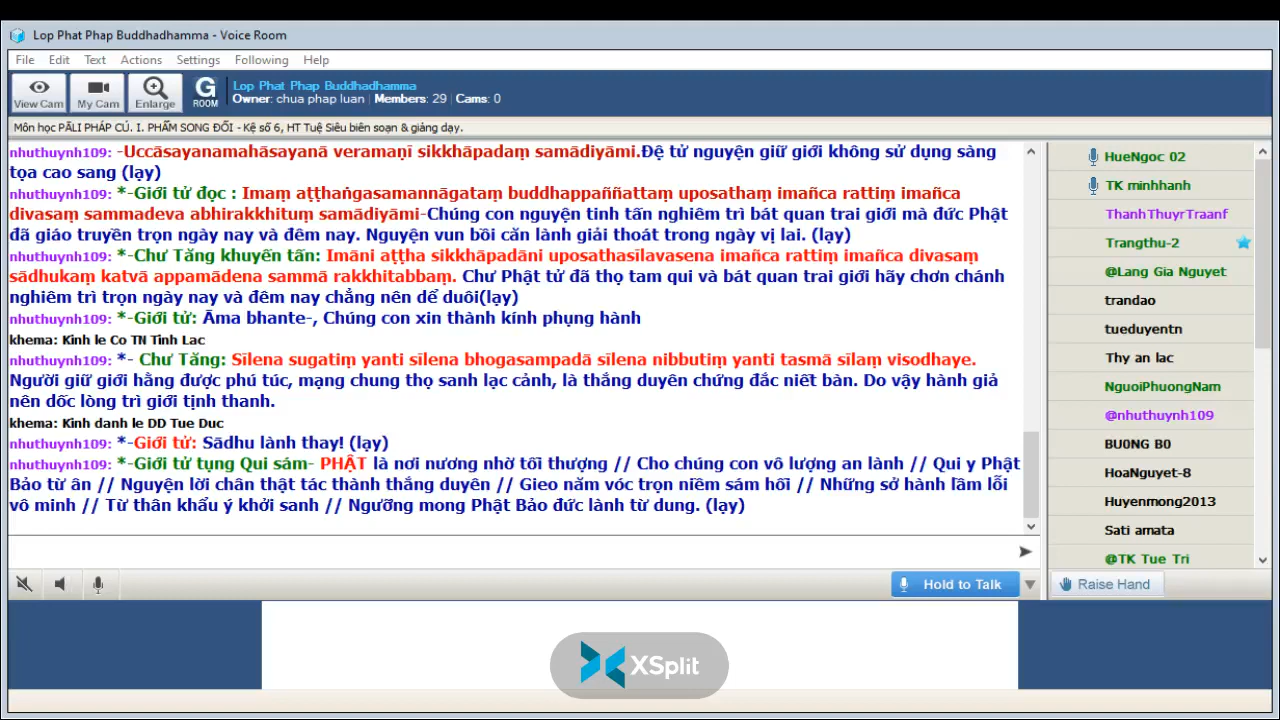 Lop Phat Phap Buddhadhamma - Voice Room
File Edit Text Actions Settings Following Help
View Cam My Cam Enlarge G ROOM
Lop Phat Phap Buddhadhamma
Owner: chua phap luan | Members: 29 | Cams: 0
Môn học PĀLI PHÁP CÚ. I. PHẨM SONG ĐỐI - Kệ số 6, HT Tuệ Siêu biên soạn & giảng dạy.
nhuthuynh109: -Uccāsayanamahāsayanā veramaṇī sikkhāpadaṃ samādiyāmi.Đệ tử nguyện giữ giới không sử dụng sàng
tọa cao sang (lạy)
nhuthuynh109: *-Giới tử đọc : Imaṃ aṭṭhaṅgasamannāgataṃ buddhappaññattaṃ uposathaṃ imañca rattiṃ imañca
divasaṃ sammadeva abhirakkhituṃ samādiyāmi-Chúng con nguyện tinh tấn nghiêm trì bát quan trai giới mà đức Phật
đã giáo truyền trọn ngày nay và đêm nay. Nguyện vun bồi căn lành giải thoát trong ngày vị lai. (lạy)
nhuthuynh109: *-Chư Tăng khuyến tấn: Imāni aṭṭha sikkhāpadāni uposathasīlavasena imañca rattiṃ imañca divasaṃ
sādhukaṃ katvā appamādena sammā rakkhitabbaṃ. Chư Phật tử đã thọ tam qui và bát quan trai giới hãy chơn chánh
nghiêm trì trọn ngày nay và đêm nay chẳng nên dể duôi(lạy)
nhuthuynh109: *-Giới tử: Āma bhante-, Chúng con xin thành kính phụng hành
khema: Kinh le Co TN Tinh Lac
nhuthuynh109: *- Chư Tăng: Sīlena sugatiṃ yanti sīlena bhogasampadā sīlena nibbutiṃ yanti tasmā sīlaṃ visodhaye.
Người giữ giới hằng được phú túc, mạng chung thọ sanh lạc cảnh, là thắng duyên chứng đắc niết bàn. Do vậy hành giả
nên dốc lòng trì giới tịnh thanh.
khema: Kinh danh le DD Tue Duc
nhuthuynh109: *-Giới tử: Sādhu lành thay! (lạy)
nhuthuynh109: *-Giới tử tụng Qui sám- PHẬT là nơi nương nhờ tối thượng // Cho chúng con vô lượng an lành // Qui y Phật
Bảo từ ân // Nguyện lời chân thật tác thành thắng duyên // Gieo năm vóc trọn niềm sám hối // Những sở hành lầm lỗi
vô minh // Từ thân khẩu ý khởi sanh // Ngưỡng mong Phật Bảo đức lành từ dung. (lạy)
HueNgoc 02
TK minhhanh
ThanhThuyrTraanf
Trangthu-2
@Lang Gia Nguyet
trandao
tueduyentn
Thy an lac
NguoiPhuongNam
@nhuthuynh109
BU0NG B0
HoaNguyet-8
Huyenmong2013
Sati amata
@TK Tue Tri
Hold to Talk
Raise Hand
XSplit